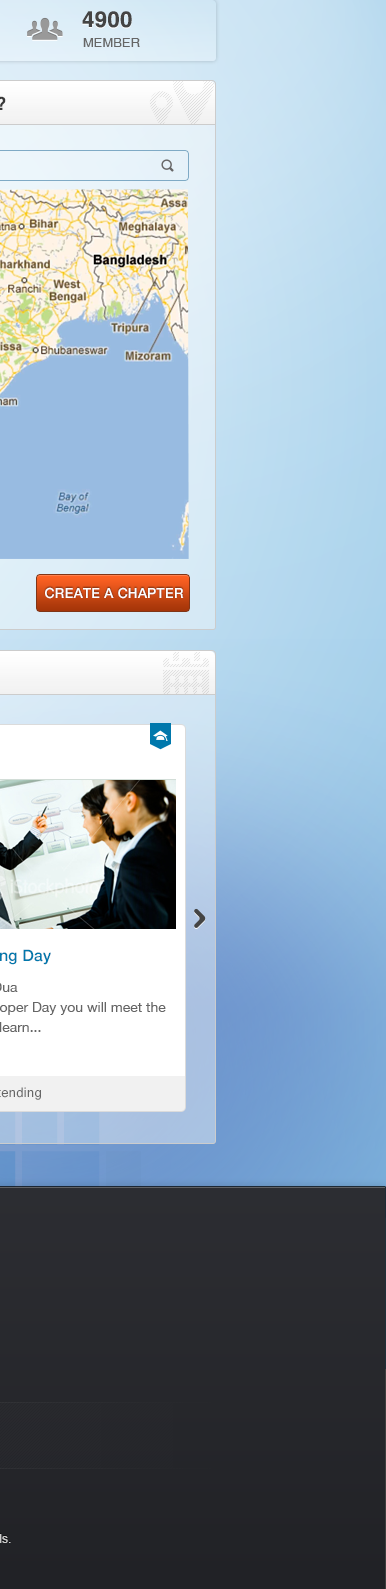 4900
MEMBER
?
Assa
tna Bihar
Meghalaya
harkhand
Bangladesh
Ranchi
West
Bengal
Tripura
issa
Bhubaneswar
Mizoram
nam
Bay of
Bengal
CREATE A CHAPTER
ng Day
Dua
oper Day you will meet the
learn...
tending
ls.